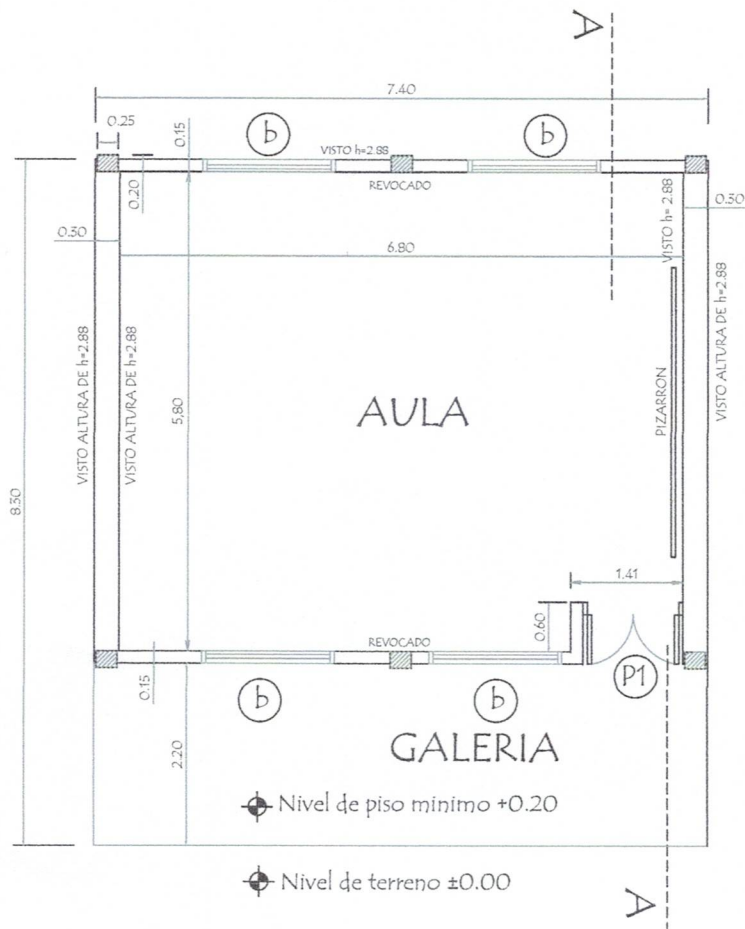 A
7.40
0.25
0.15
b
b
VISTO h=2.88
REVOCADO
0.20
0.30
0.30
6.80
VISTO h= 2.88
VISTO ALTURA DE h=2.88
VISTO ALTURA DE h=2.88
VISTO ALTURA DE h=2.88
PIZARRON
AULA
5,80
8.30
1.41
0.60
REVOCADO
0.15
b
b
P1
2.20
GALERIA
Nivel de piso minimo +0.20
Nivel de terreno ±0.00
A